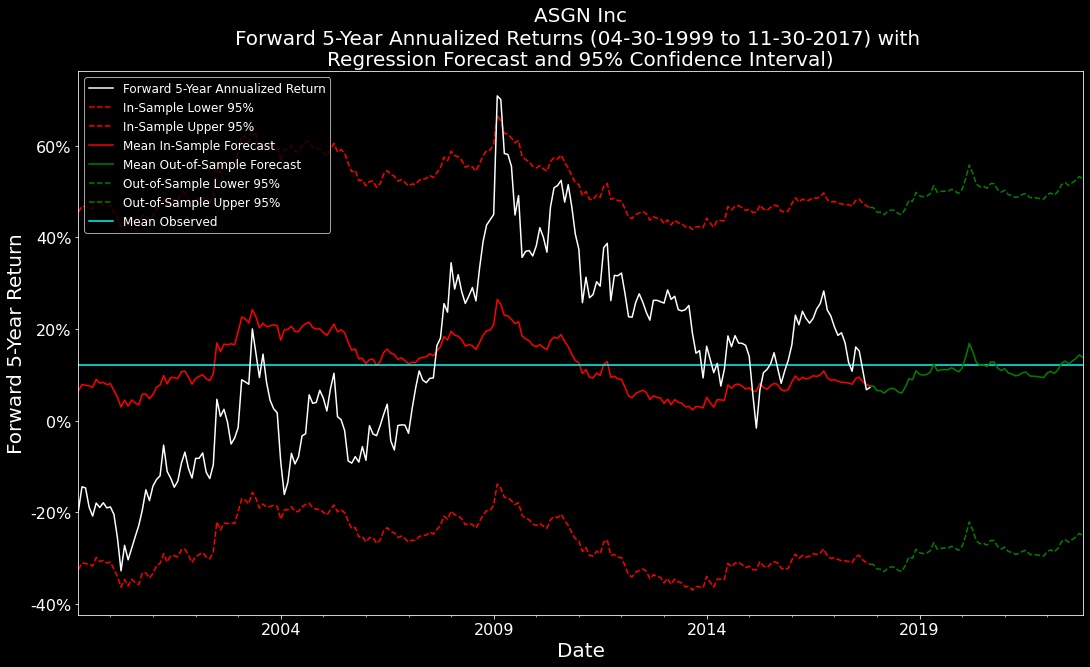 ASGN Inc
Forward 5-Year Annualized Returns (04-30-1999 to 11-30-2017) with
Regression Forecast and 95% Confidence Interval)
Forward 5-Year Annualized Return
In-Sample Lower 95%
In-Sample Upper 95%
Mean In-Sample Forecast
Mean Out-of-Sample Forecast
Out-of-Sample Lower 95%
Out-of-Sample Upper 95%
Mean Observed
Forward 5-Year Return
60%
40%
20%
0%
-20%
-40%
2004
2009
2014
2019
Date